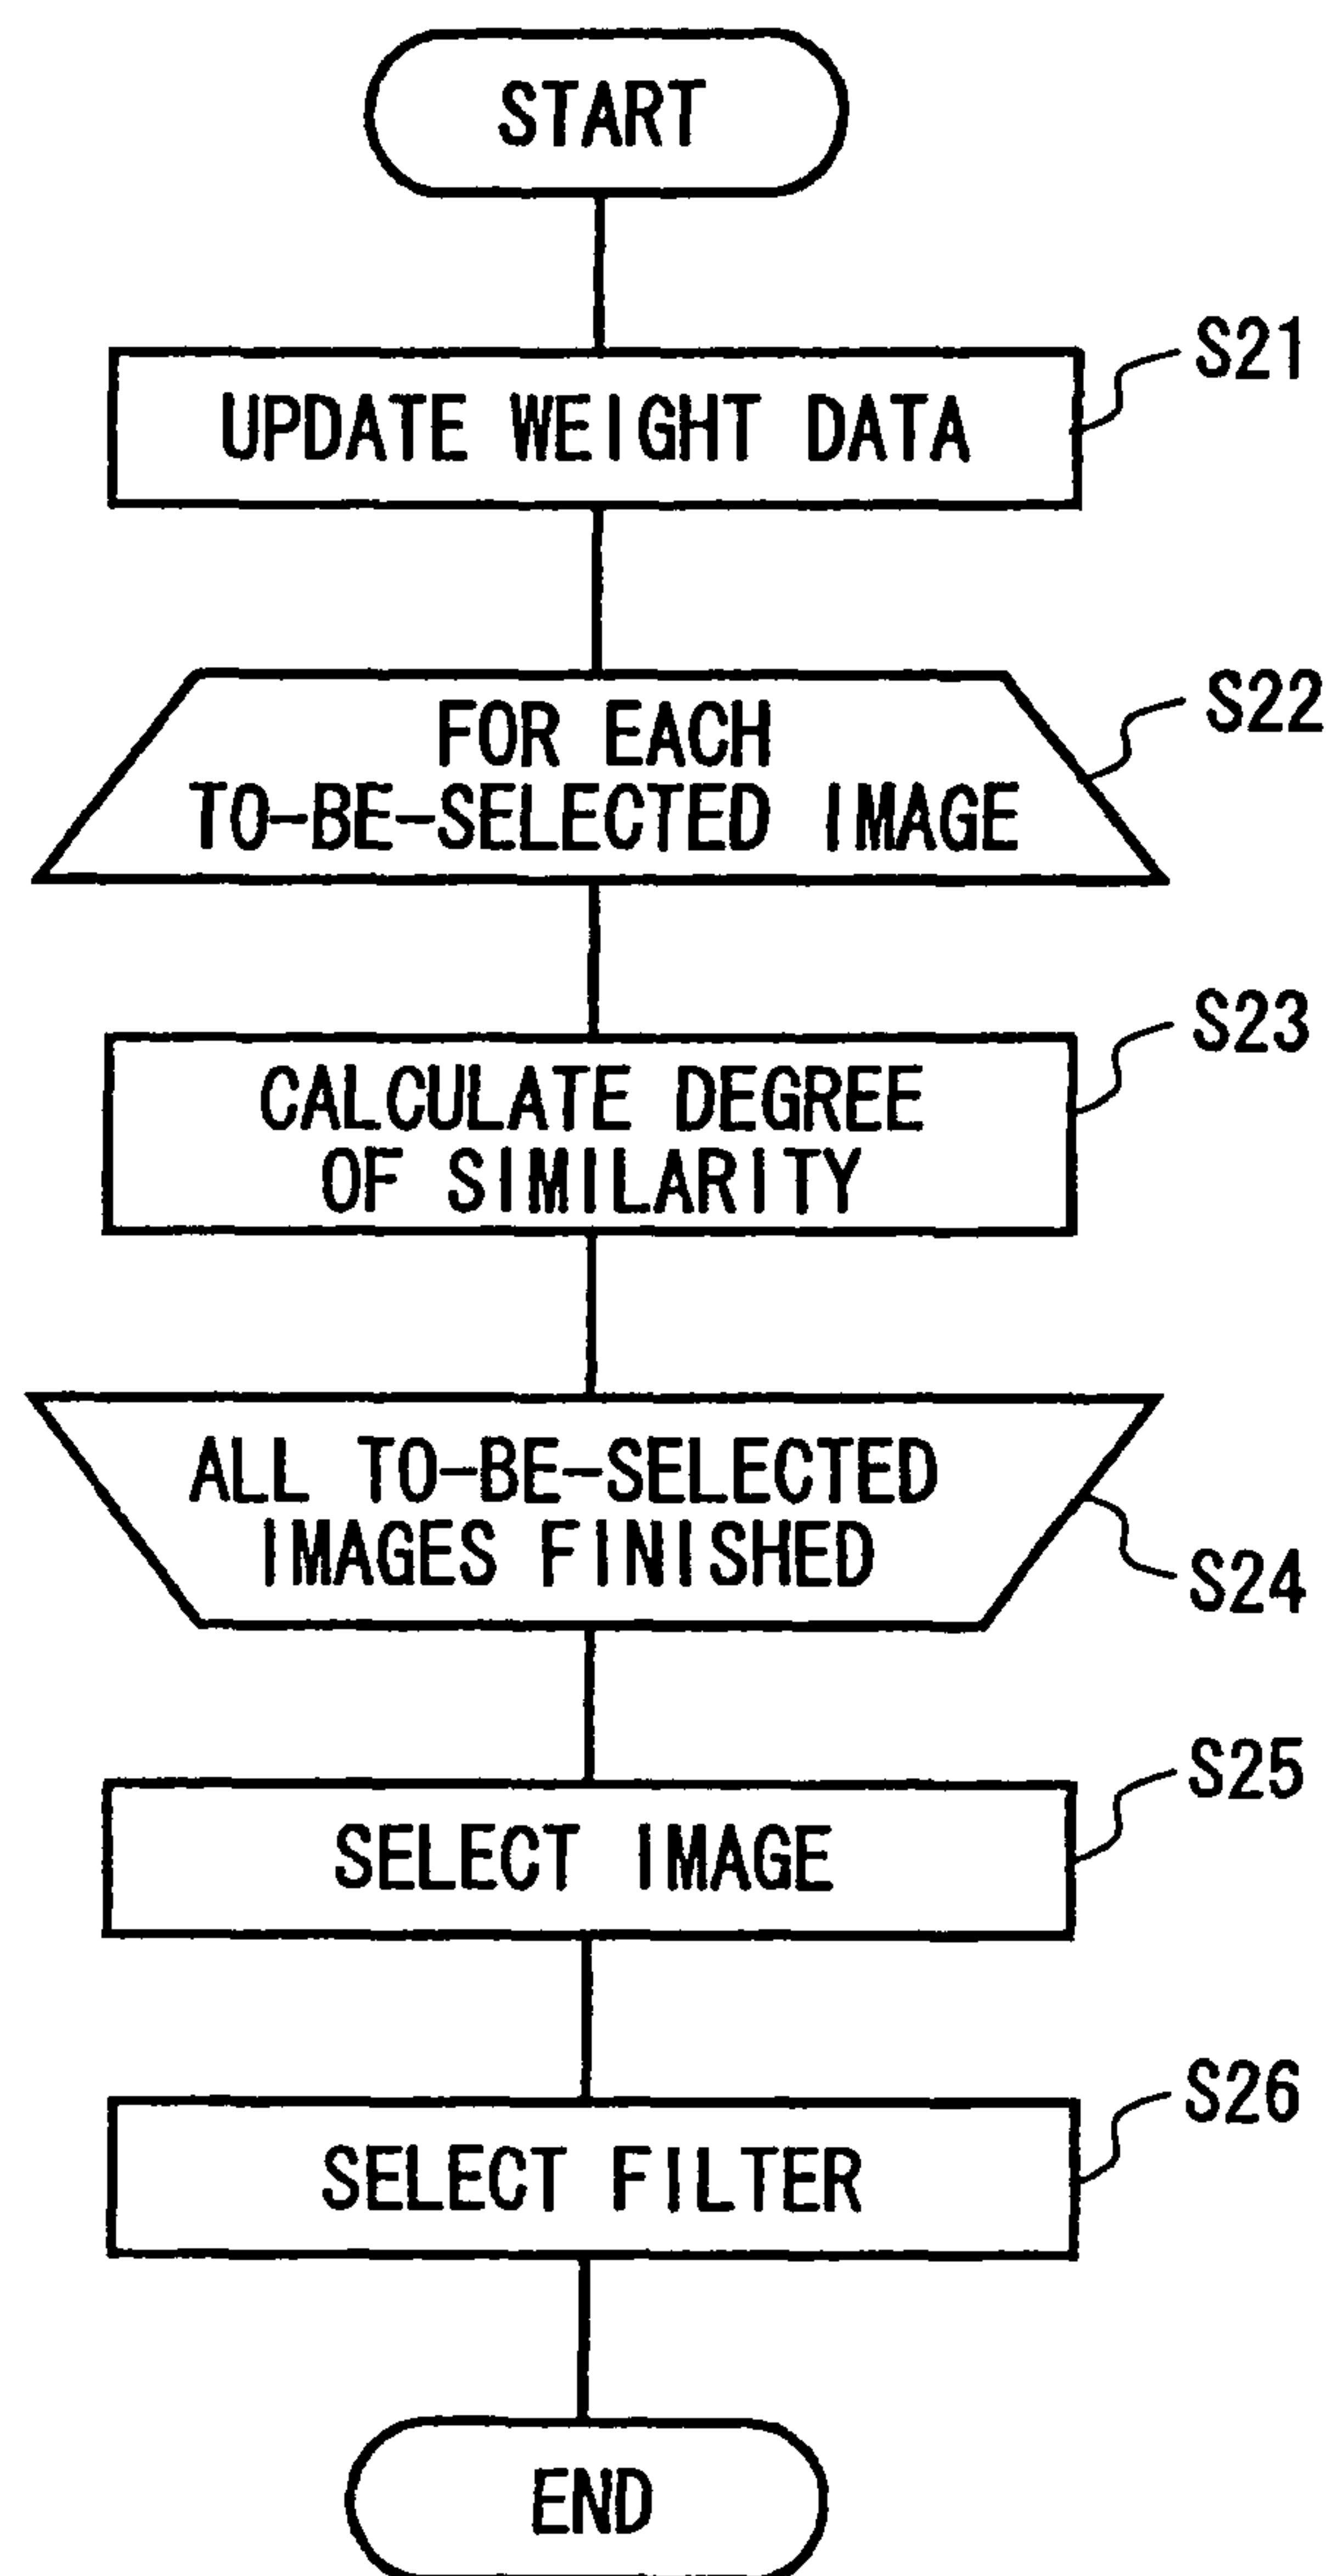 START
UPDATE WEIGHT DATA
S21
FOR EACH
TO-BE-SELECTED IMAGE
S22
CALCULATE DEGREE
OF SIMILARITY
S23
ALL TO-BE-SELECTED
IMAGES FINISHED
S24
SELECT IMAGE
S25
SELECT FILTER
S26
END